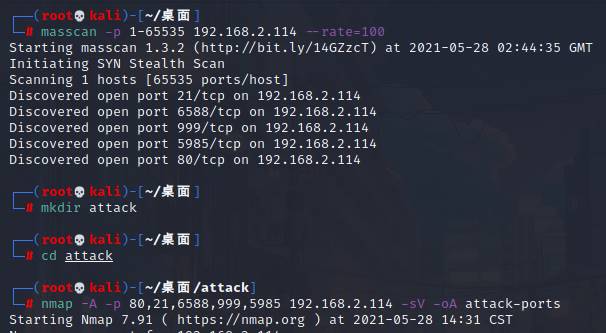 (root💀kali)-[~/桌面]
# masscan -p 1-65535 192.168.2.114 --rate=100
Starting masscan 1.3.2 (http://bit.ly/14GZzcT) at 2021-05-28 02:44:35 GMT
Initiating SYN Stealth Scan
Scanning 1 hosts [65535 ports/host]
Discovered open port 21/tcp on 192.168.2.114
Discovered open port 6588/tcp on 192.168.2.114
Discovered open port 999/tcp on 192.168.2.114
Discovered open port 5985/tcp on 192.168.2.114
Discovered open port 80/tcp on 192.168.2.114
(root💀kali)-[~/桌面]
# mkdir attack
(root💀kali)-[~/桌面]
# cd attack
(root💀kali)-[~/桌面/attack]
# nmap -A -p 80,21,6588,999,5985 192.168.2.114 -sV -oA attack-ports
Starting Nmap 7.91 ( https://nmap.org ) at 2021-05-28 14:31 CST